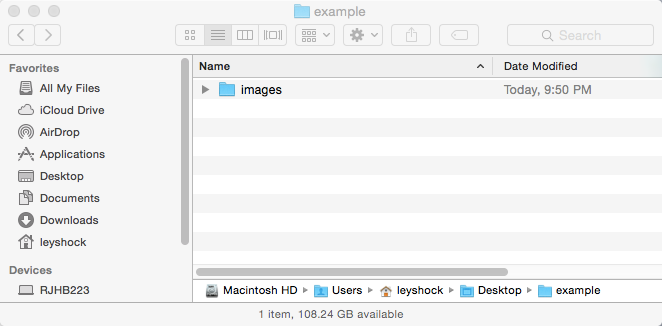 example
Search
Favorites
All My Files
iCloud Drive
AirDrop
Applications
Desktop
Documents
Downloads
leyshock
Devices
RJHB223
Name Date Modified
images Today, 9:50 PM
Macintosh HD Users leyshock Desktop example
1 item, 108.24 GB available